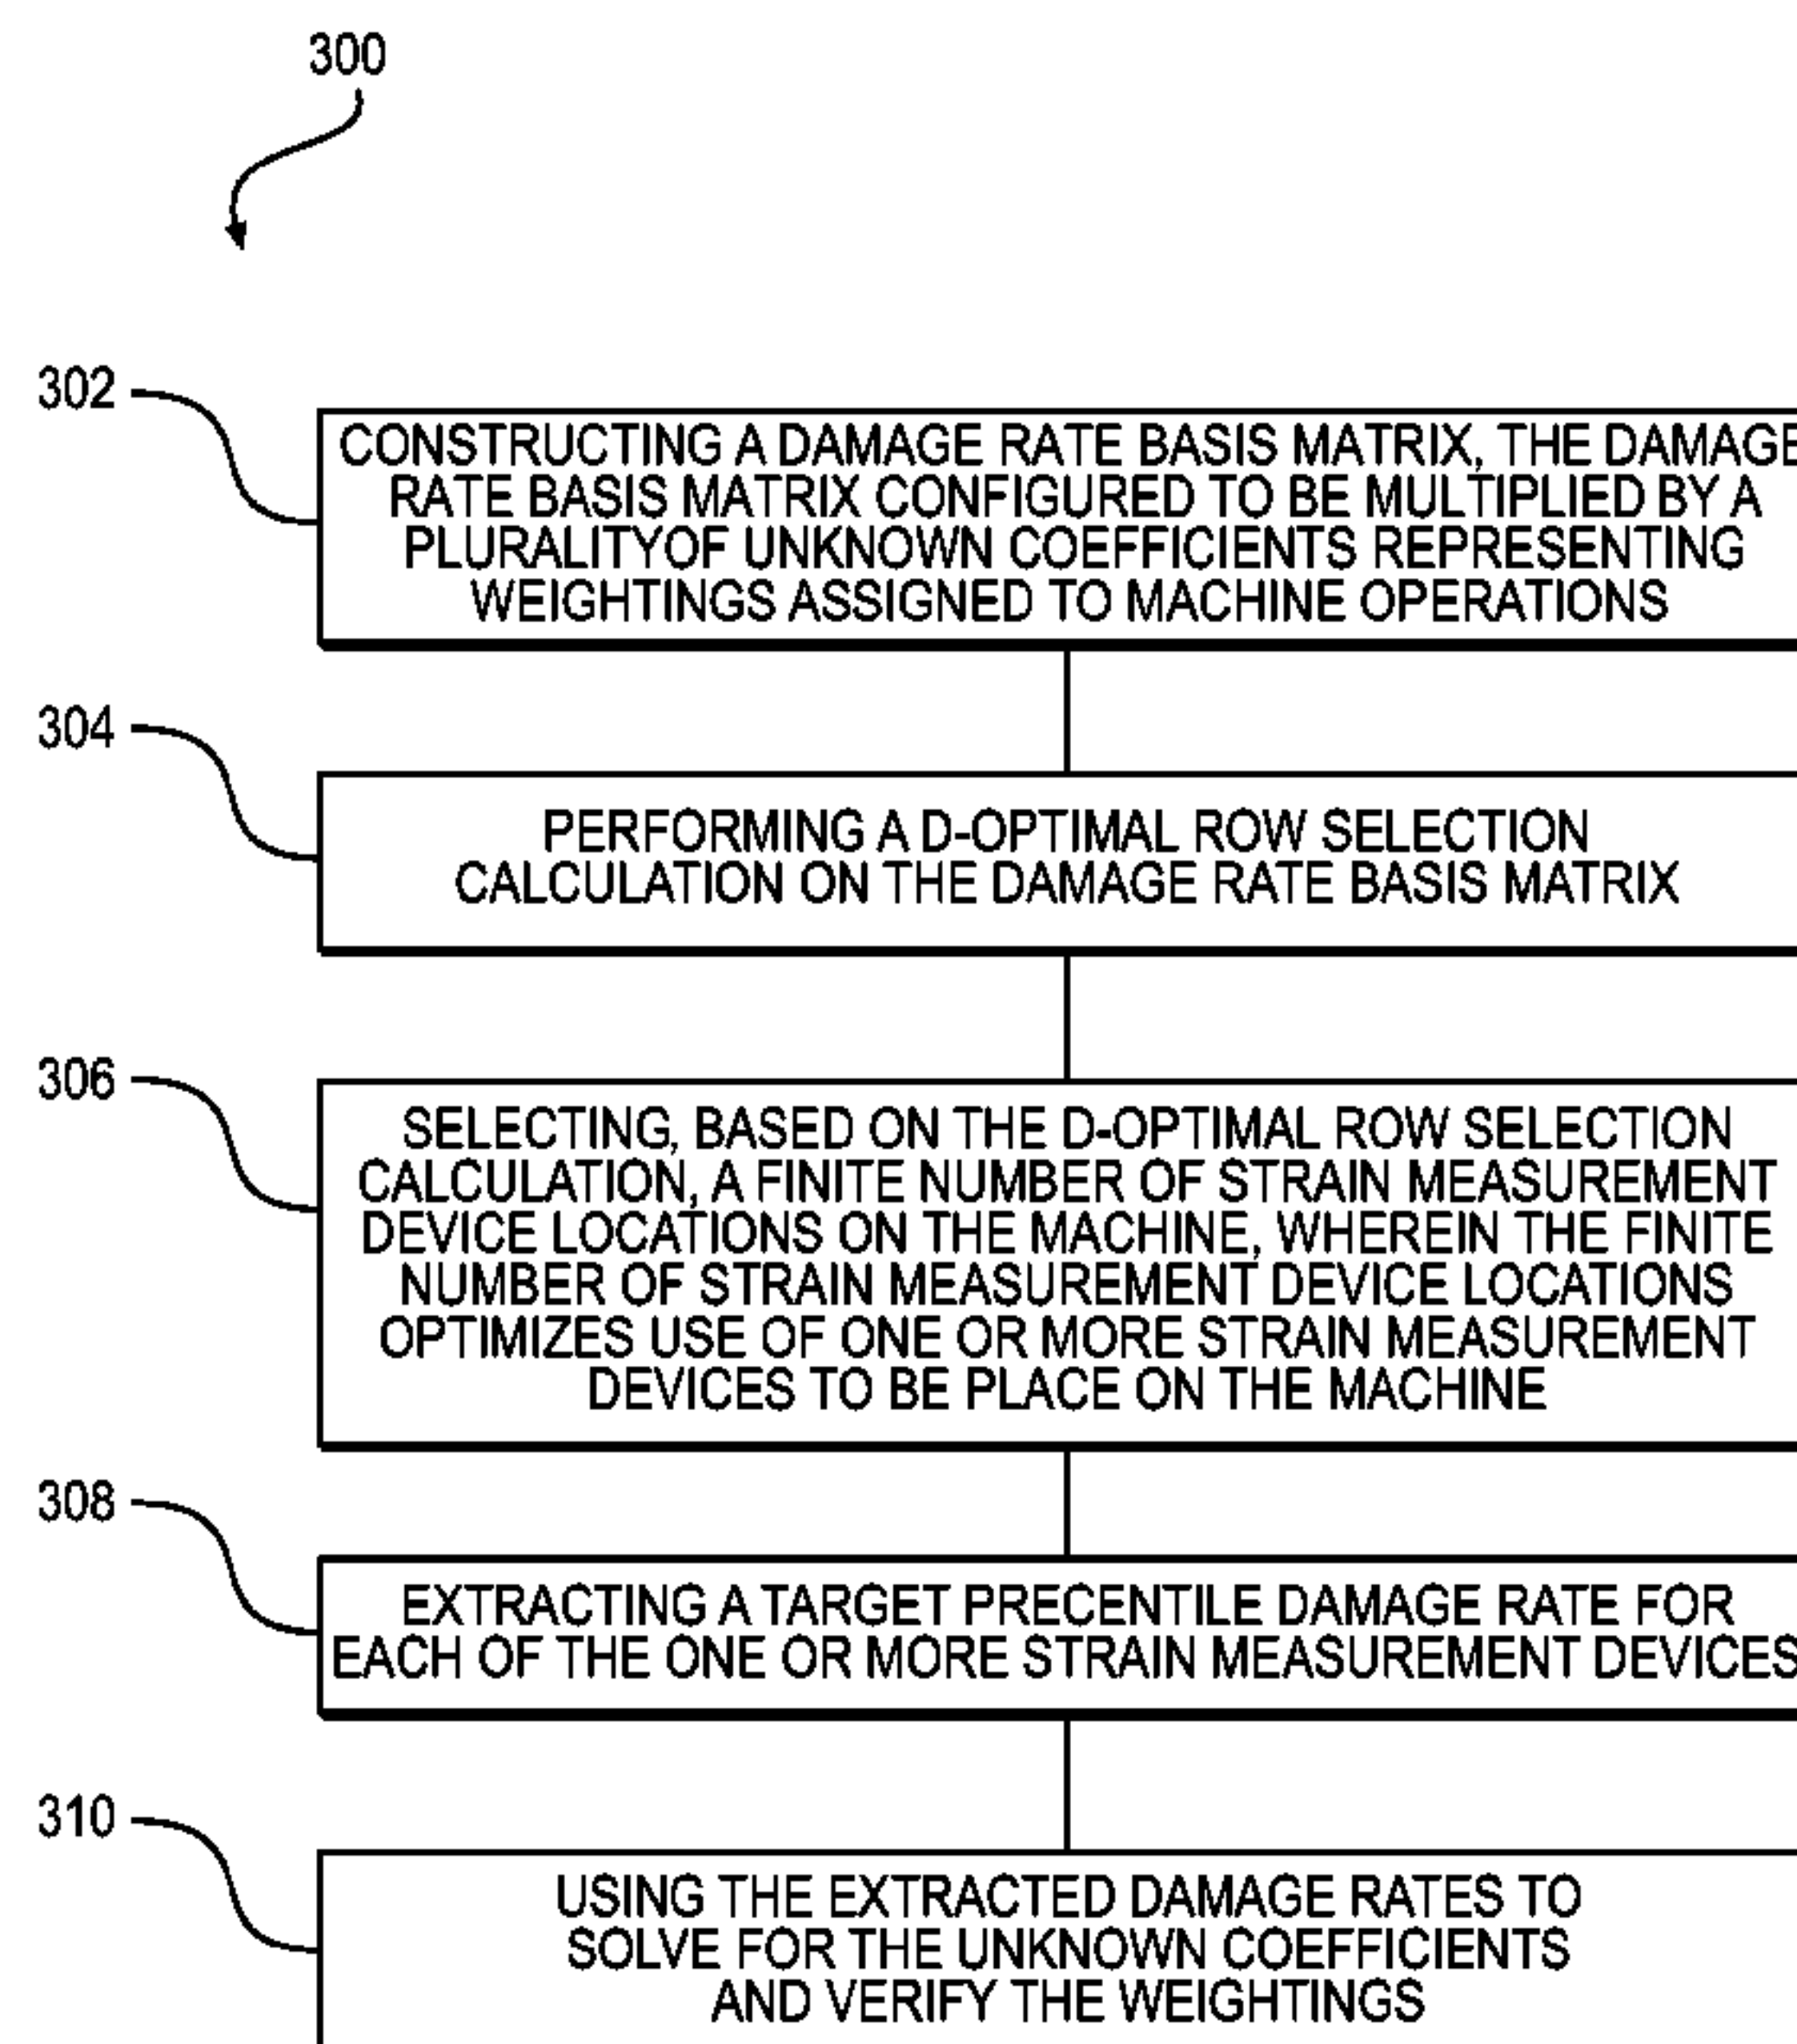 300
302
CONSTRUCTING A DAMAGE RATE BASIS MATRIX, THE DAMAGE
RATE BASIS MATRIX CONFIGURED TO BE MULTIPLIED BY A
PLURALITYOF UNKNOWN COEFFICIENTS REPRESENTING
WEIGHTINGS ASSIGNED TO MACHINE OPERATIONS
304
PERFORMING A D-OPTIMAL ROW SELECTION
CALCULATION ON THE DAMAGE RATE BASIS MATRIX
306
SELECTING, BASED ON THE D-OPTIMAL ROW SELECTION
CALCULATION, A FINITE NUMBER OF STRAIN MEASUREMENT
DEVICE LOCATIONS ON THE MACHINE, WHEREIN THE FINITE
NUMBER OF STRAIN MEASUREMENT DEVICE LOCATIONS
OPTIMIZES USE OF ONE OR MORE STRAIN MEASUREMENT
DEVICES TO BE PLACE ON THE MACHINE
308
EXTRACTING A TARGET PRECENTILE DAMAGE RATE FOR
EACH OF THE ONE OR MORE STRAIN MEASUREMENT DEVICES
310
USING THE EXTRACTED DAMAGE RATES TO
SOLVE FOR THE UNKNOWN COEFFICIENTS
AND VERIFY THE WEIGHTINGS